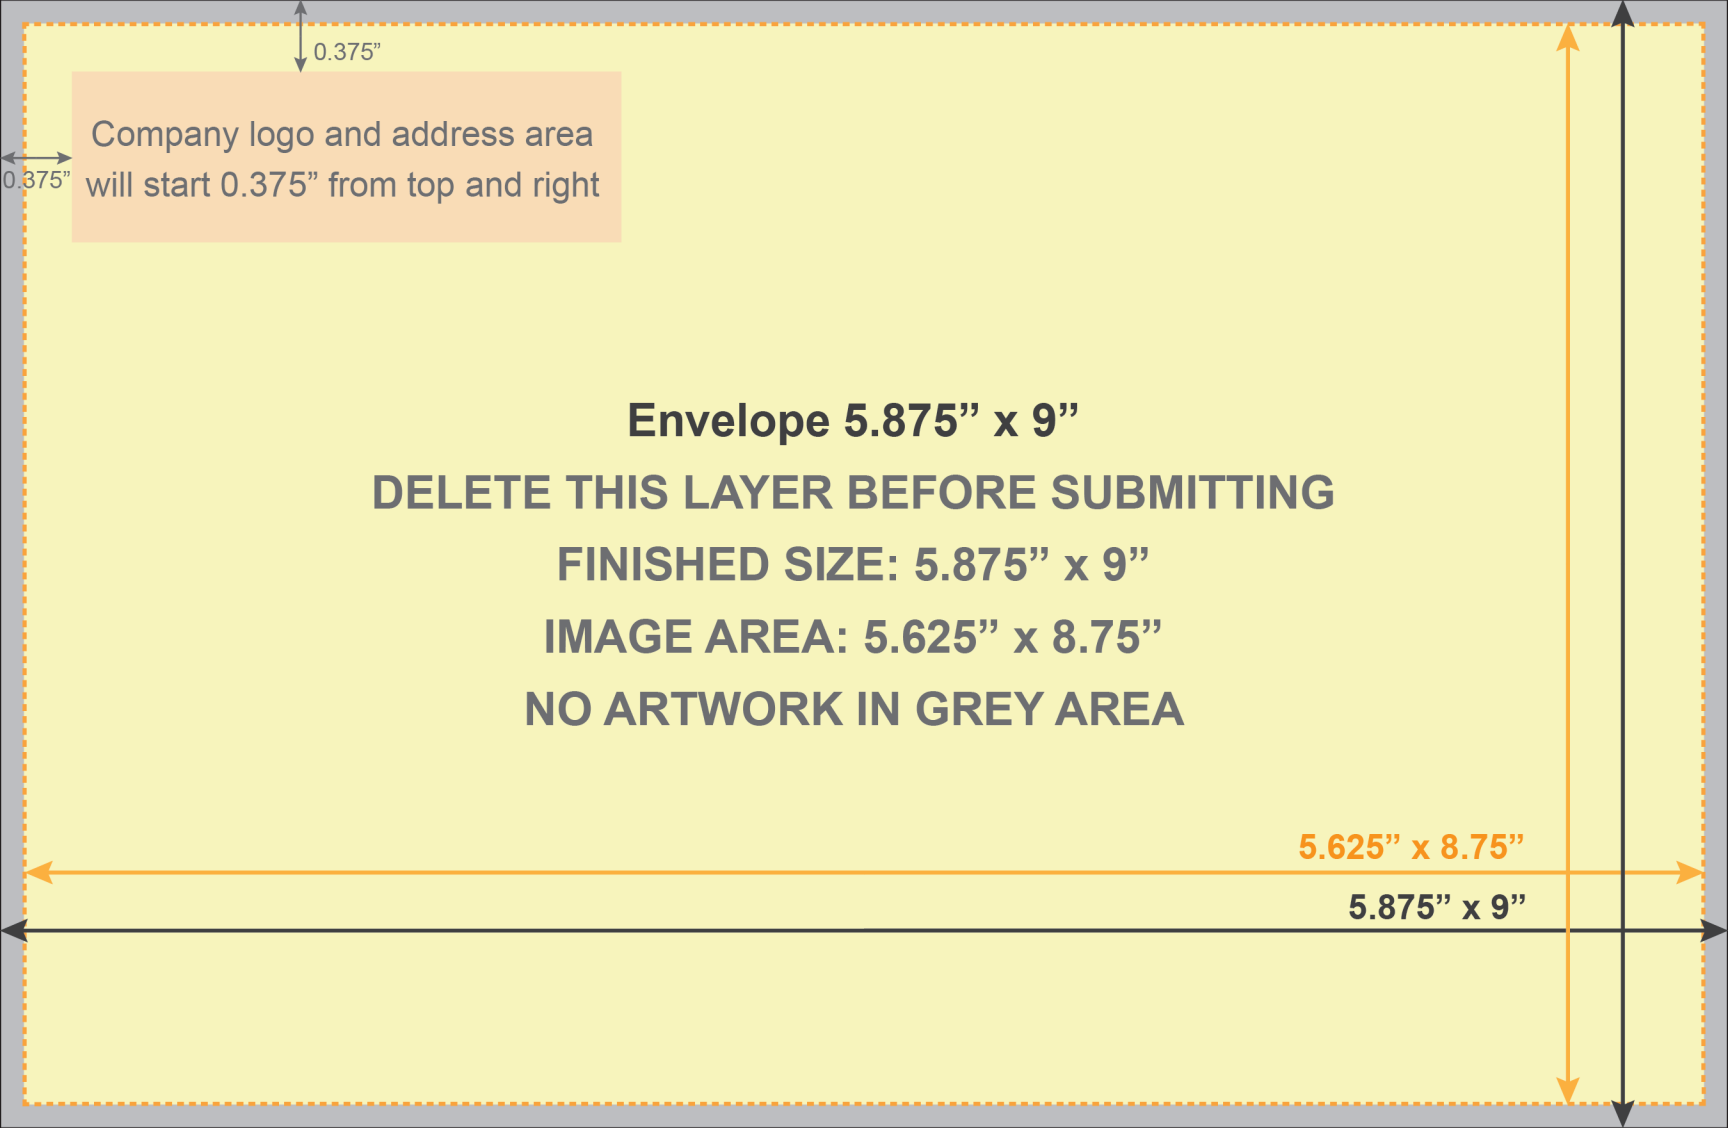 0.375”
Company logo and address area
0.375”
will start 0.375” from top and right
Envelope 5.875” x 9”
DELETE THIS LAYER BEFORE SUBMITTING
FINISHED SIZE: 5.875” x 9”
IMAGE AREA: 5.625” x 8.75”
NO ARTWORK IN GREY AREA
5.625” x 8.75”
5.875” x 9”